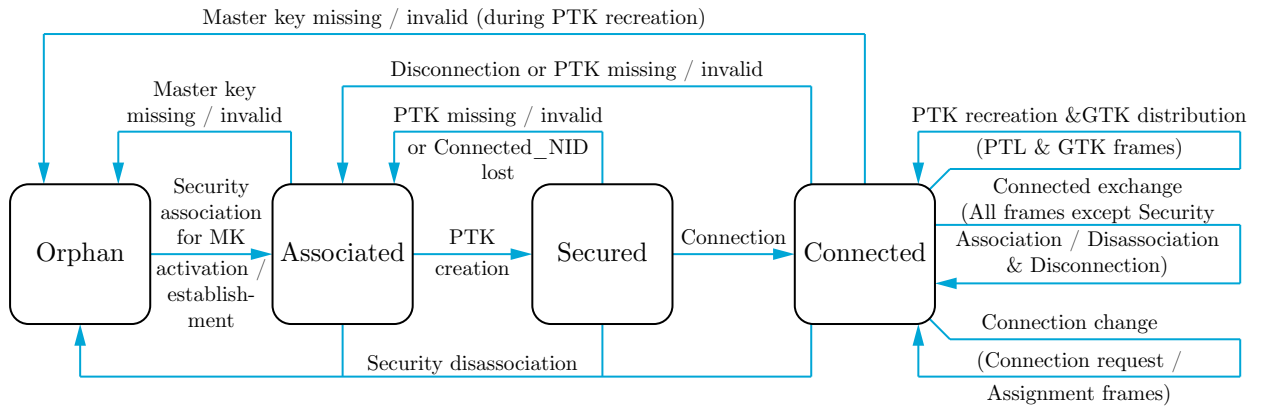 Master key missing / invalid (during PTK recreation)
Disconnection or PTK missing / invalid
Master key
missing / invalid
PTK missing / invalid
or Connected_NID
lost
PTK recreation &GTK distribution
(PTL & GTK frames)
Security
association
for MK
activation /
establish-
ment
Connected exchange
(All frames except Security
Association / Disassociation
& Disconnection)
Orphan
Associated
PTK
creation
Secured
Connection
Connected
Security disassociation
Connection change
(Connection request /
Assignment frames)